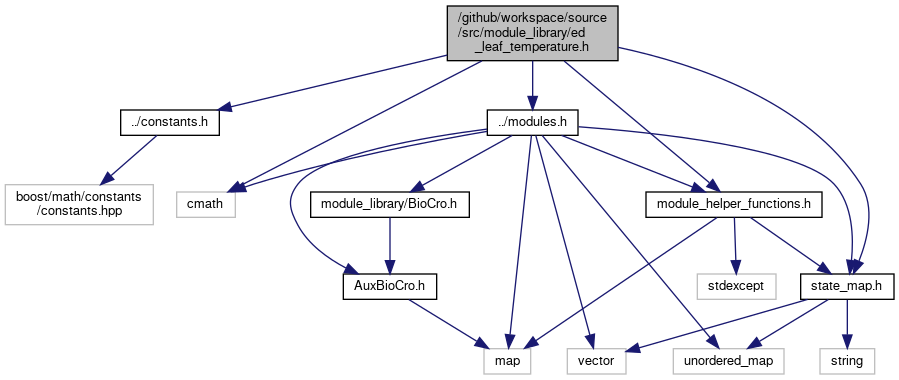 /github/workspace/source
/src/module_library/ed
_leaf_temperature.h
../constants.h
../modules.h
boost/math/constants
/constants.hpp
cmath
module_library/BioCro.h
module_helper_functions.h
AuxBioCro.h
stdexcept
state_map.h
map
vector
unordered_map
string